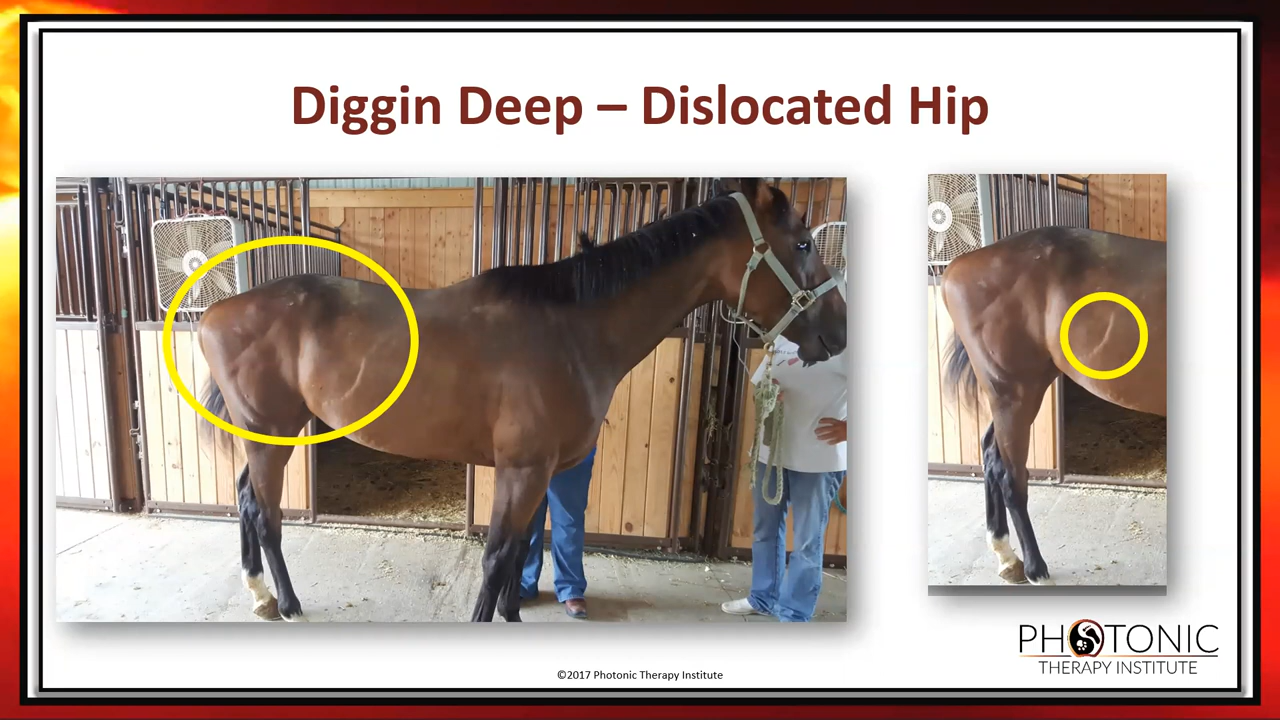 Diggin Deep – Dislocated Hip
PHOTONIC
THERAPY INSTITUTE
©2017 Photonic Therapy Institute